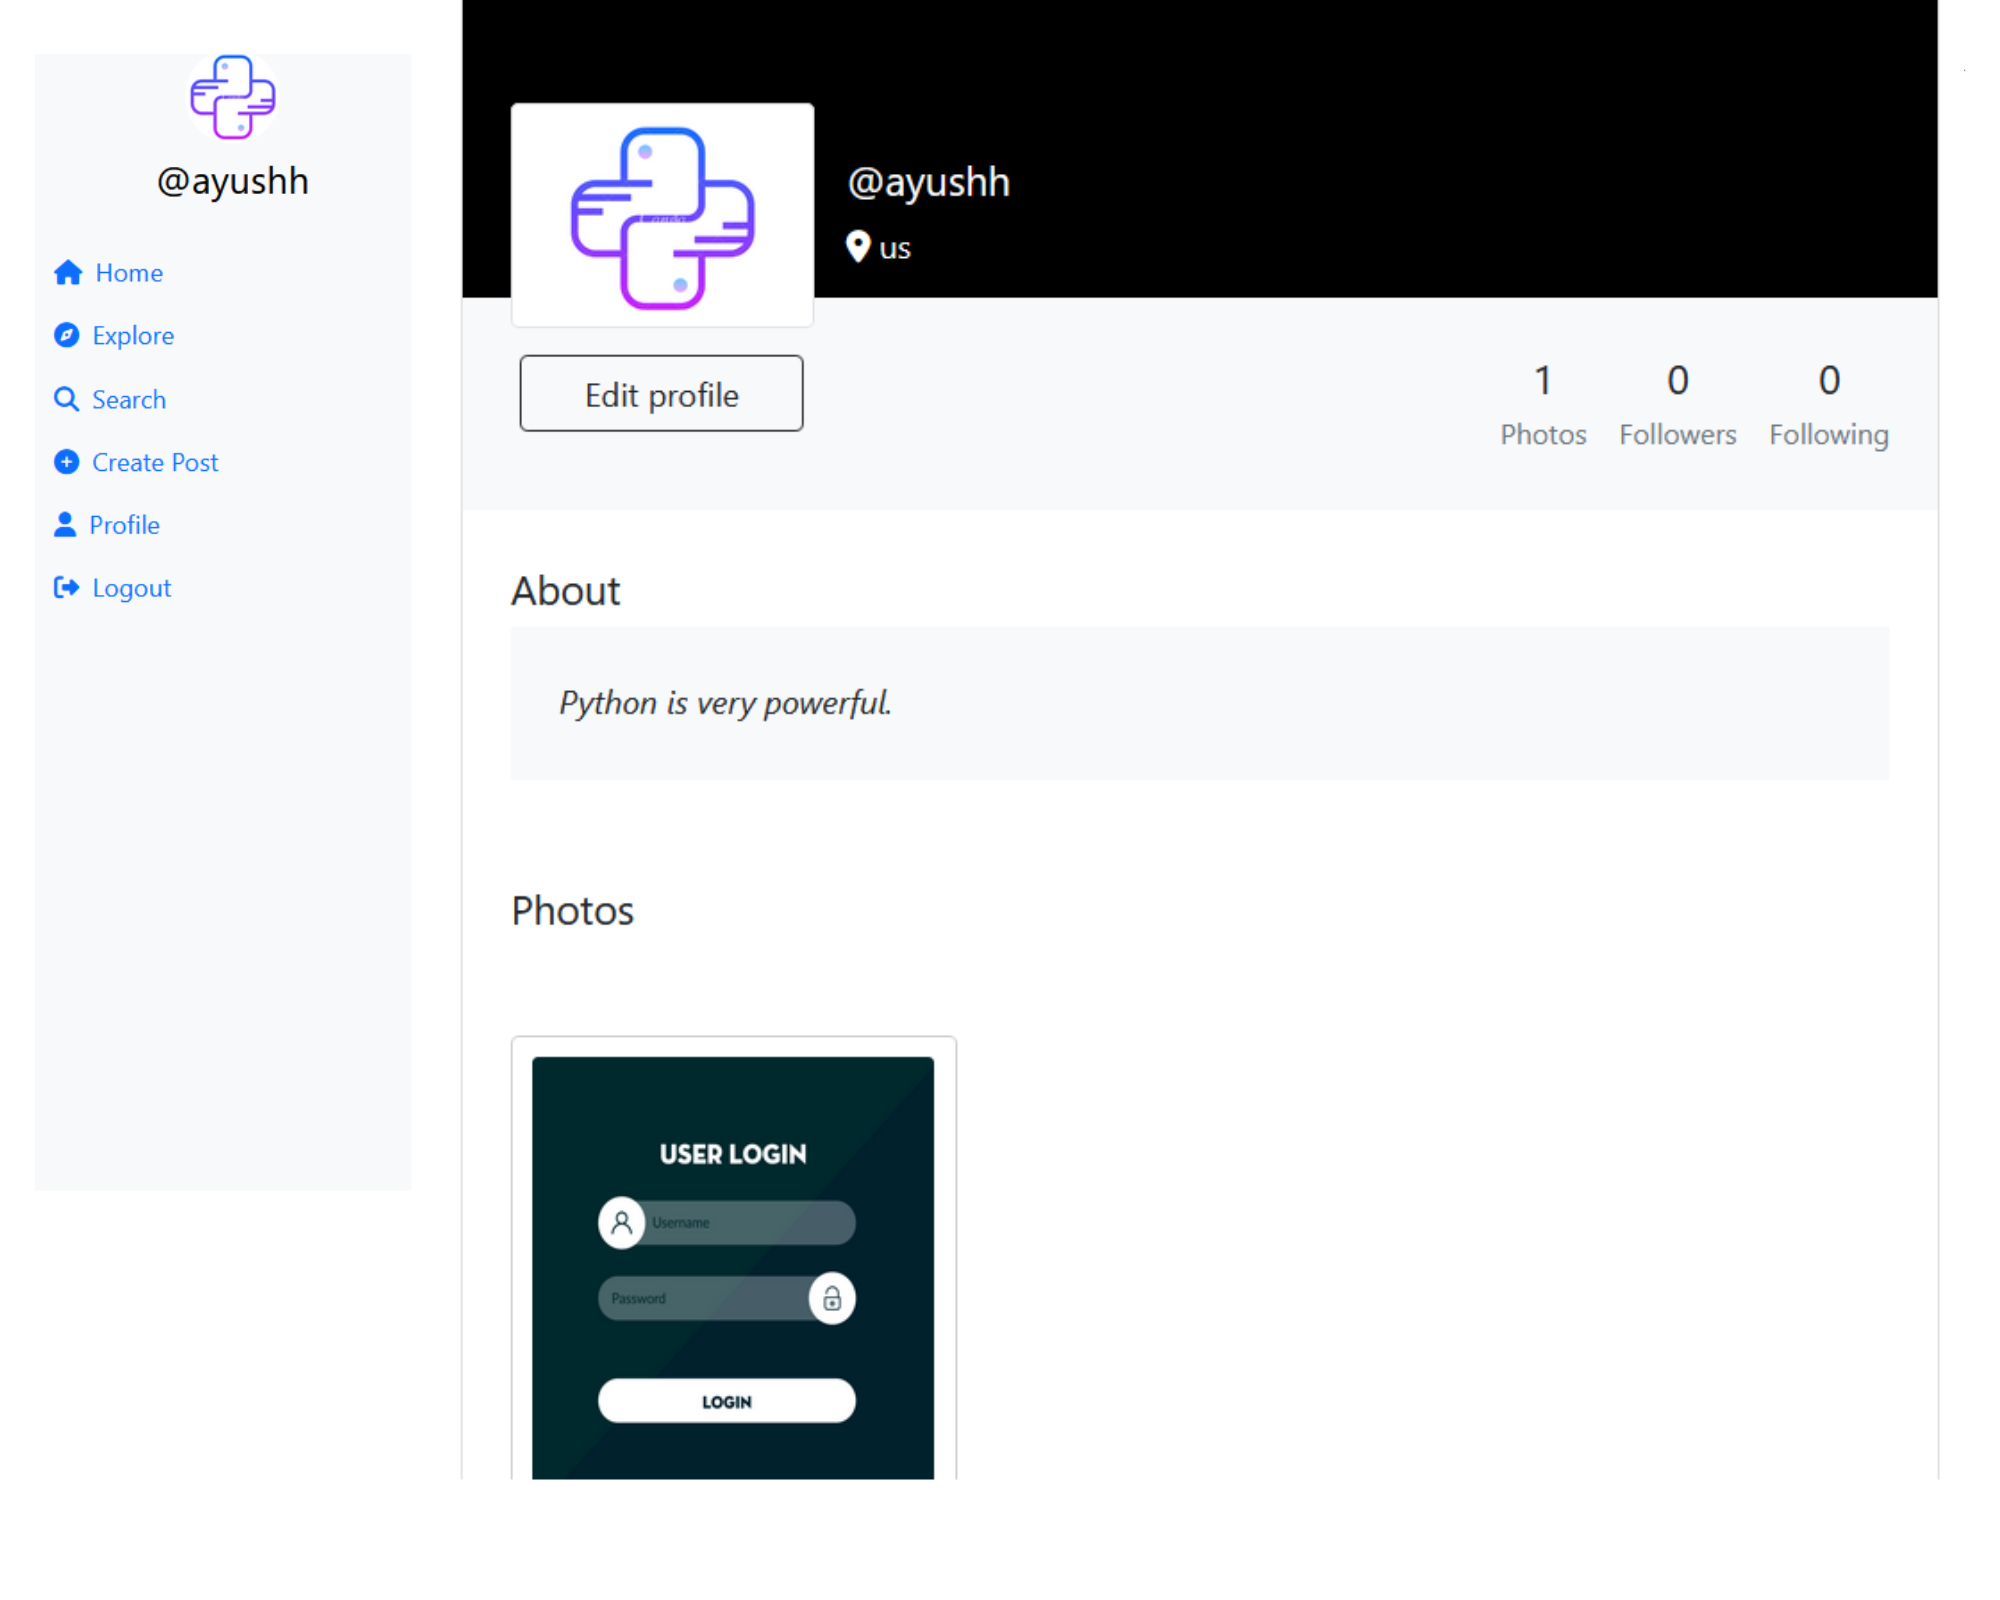 @ayushh
Home
Explore
Search
Create Post
Profile
Logout
@ayushh
us
Edit profile
1 0 0
Photos Followers Following
About
Python is very powerful.
Photos
USER LOGIN
Username
Password
LOGIN